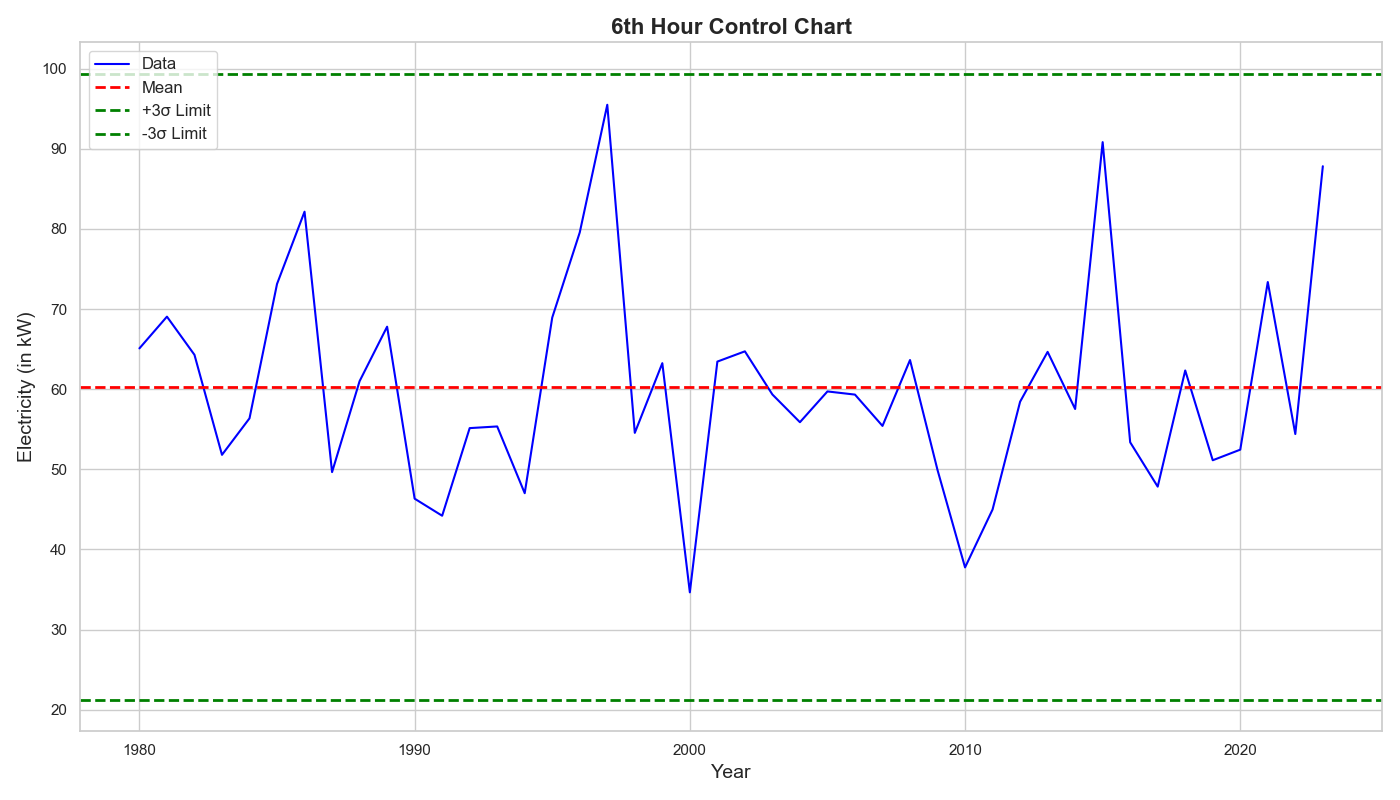 6th Hour Control Chart
Data
Mean
+3σ Limit
-3σ Limit
100
90
80
70
60
50
40
30
20
Electricity (in kW)
1980
1990
2000
2010
2020
Year